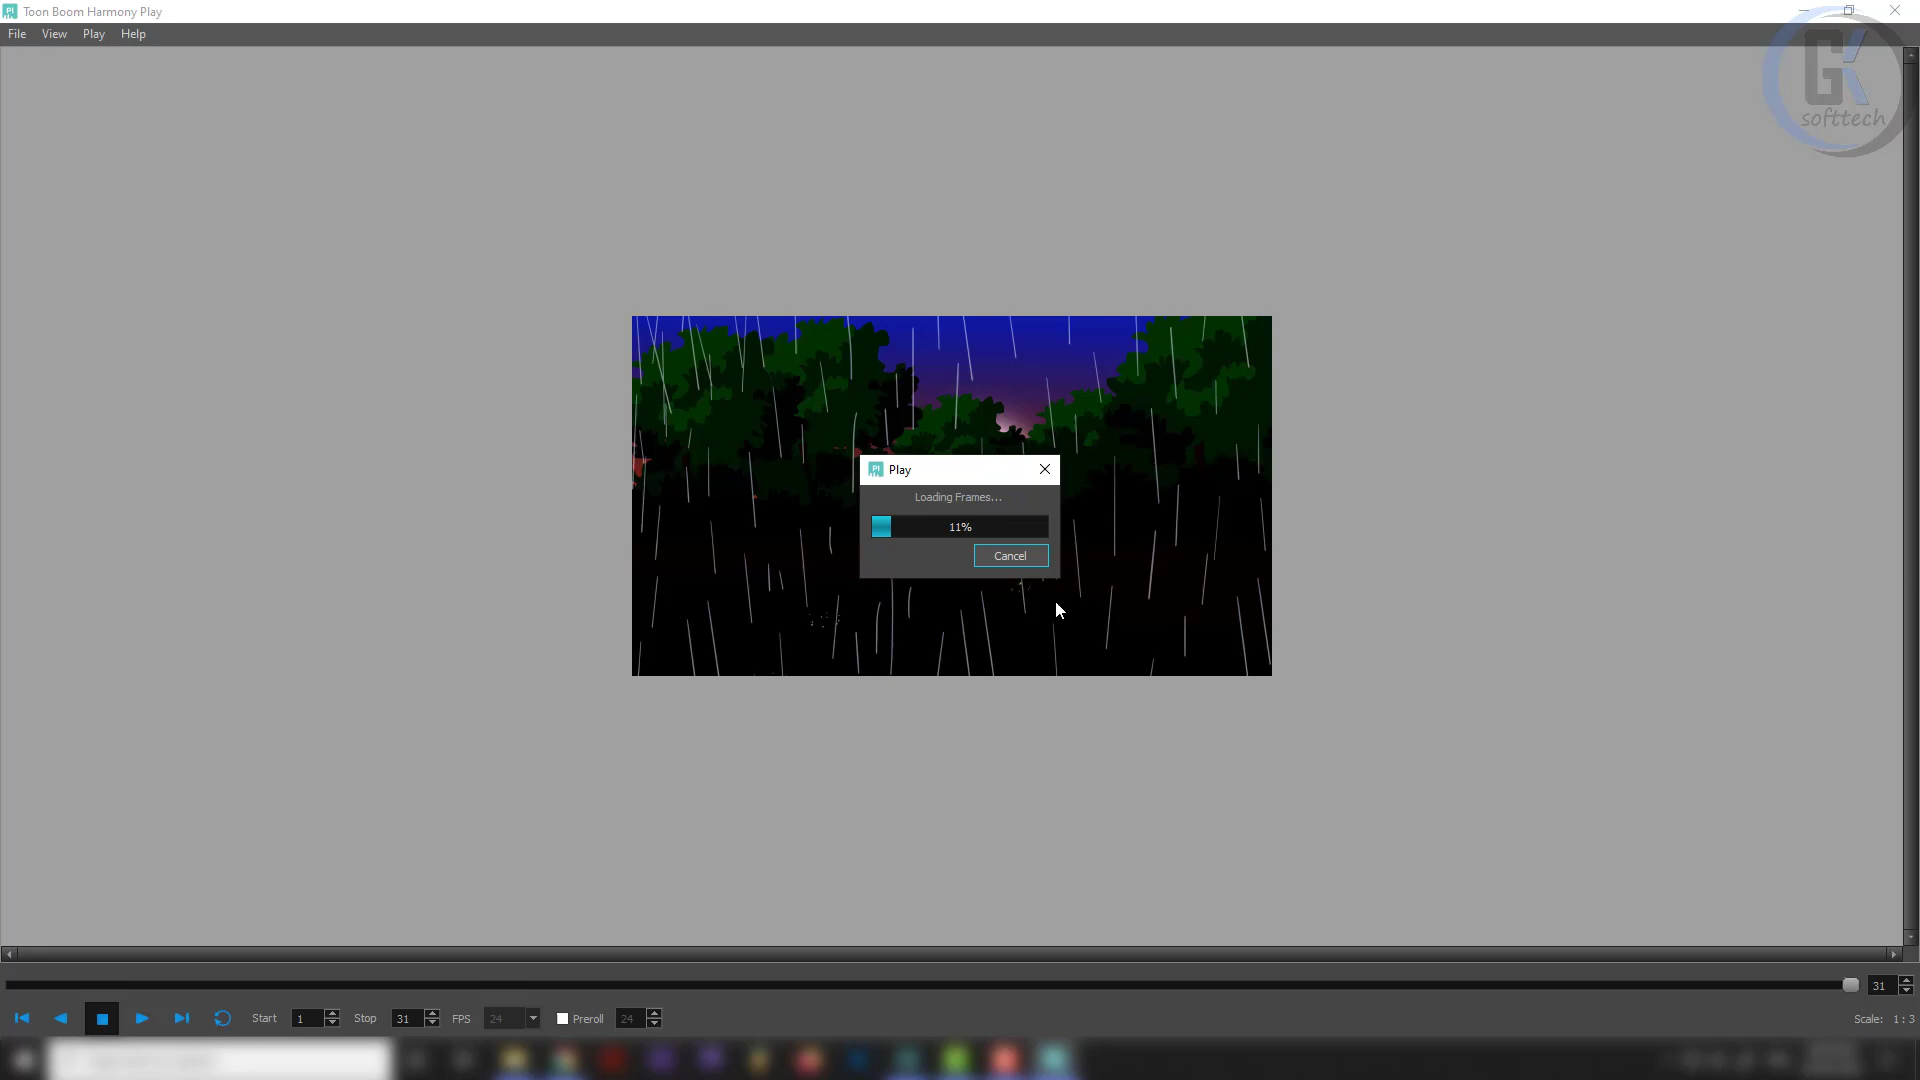 Toon Boom Harmony Play
File View Play Help
GK
softtech
Play
Loading Frames...
11%
Cancel
31
Start 1 Stop 31 FPS 24 Preroll 24 Scale: 1 : 3